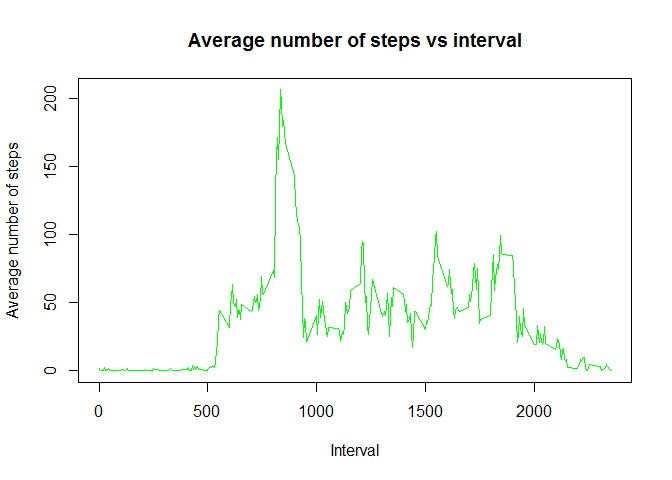 Average number of steps vs interval
Average number of steps
200
150
100
50
0
0 500 1000 1500 2000
Interval